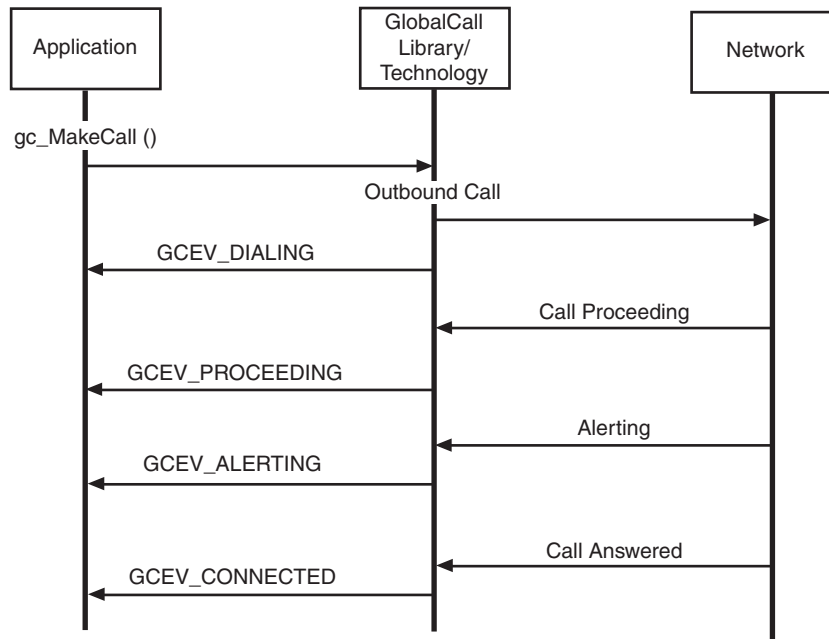 Application
GlobalCall
Library/
Technology
Network
gc_MakeCall ()
Outbound Call
GCEV_DIALING
Call Proceeding
GCEV_PROCEEDING
Alerting
GCEV_ALERTING
Call Answered
GCEV_CONNECTED